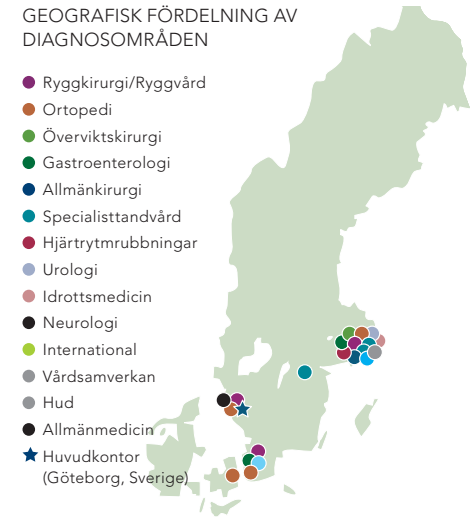 GEOGRAFISK FÖRDELNING AV
DIAGNOSOMRÅDEN
Ryggkirurgi/Ryggvård
Ortopedi
Överviktskirurgi
Gastroenterologi
Allmänkirurgi
Specialisttandvård
Hjärtrytmrubbningar
Urologi
Idrottsmedicin
Neurologi
International
Vårdsamverkan
Hud
Allmänmedicin
Huvudkontor
(Göteborg, Sverige)